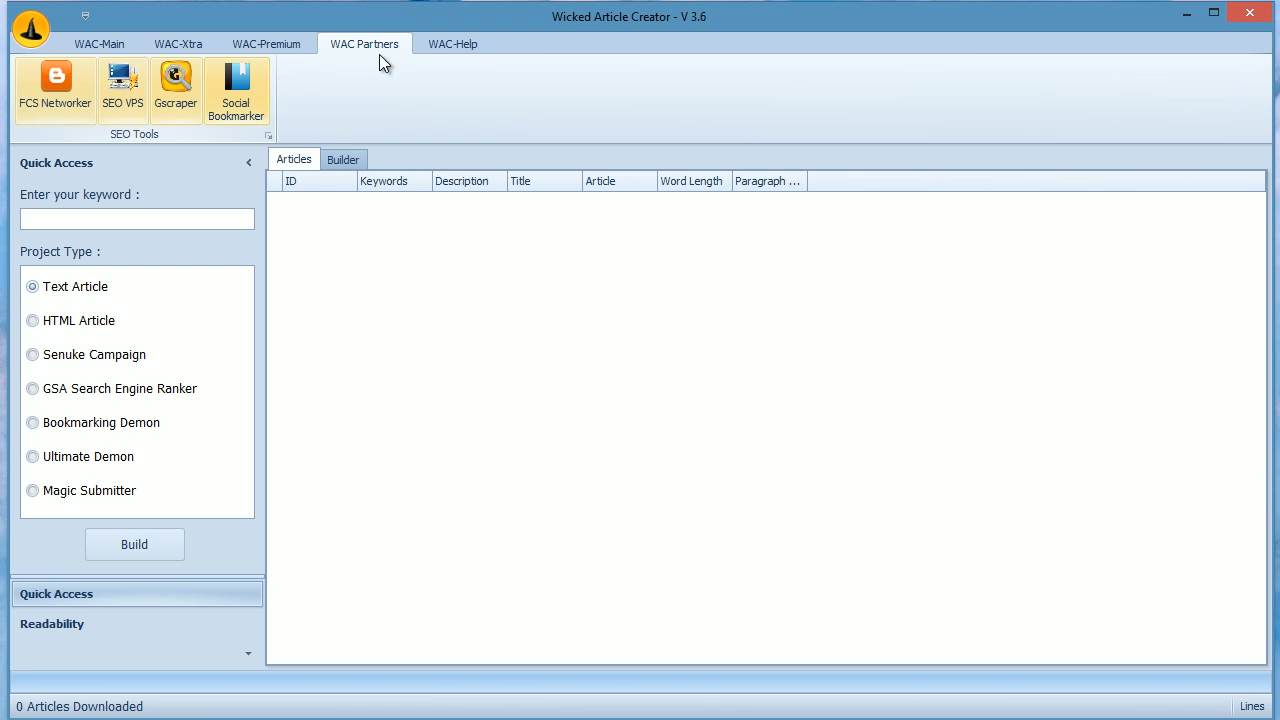 Wicked Article Creator - V 3.6
WAC-Main WAC-Xtra WAC-Premium WAC Partners WAC-Help
FCS Networker SEO VPS Gscraper Social Bookmarker
SEO Tools
Quick Access
Enter your keyword :
Project Type :
Text Article
HTML Article
Senuke Campaign
GSA Search Engine Ranker
Bookmarking Demon
Ultimate Demon
Magic Submitter
Build
Quick Access
Readability
Articles Builder
ID Keywords Description Title Article Word Length Paragraph ...
0 Articles Downloaded
Lines